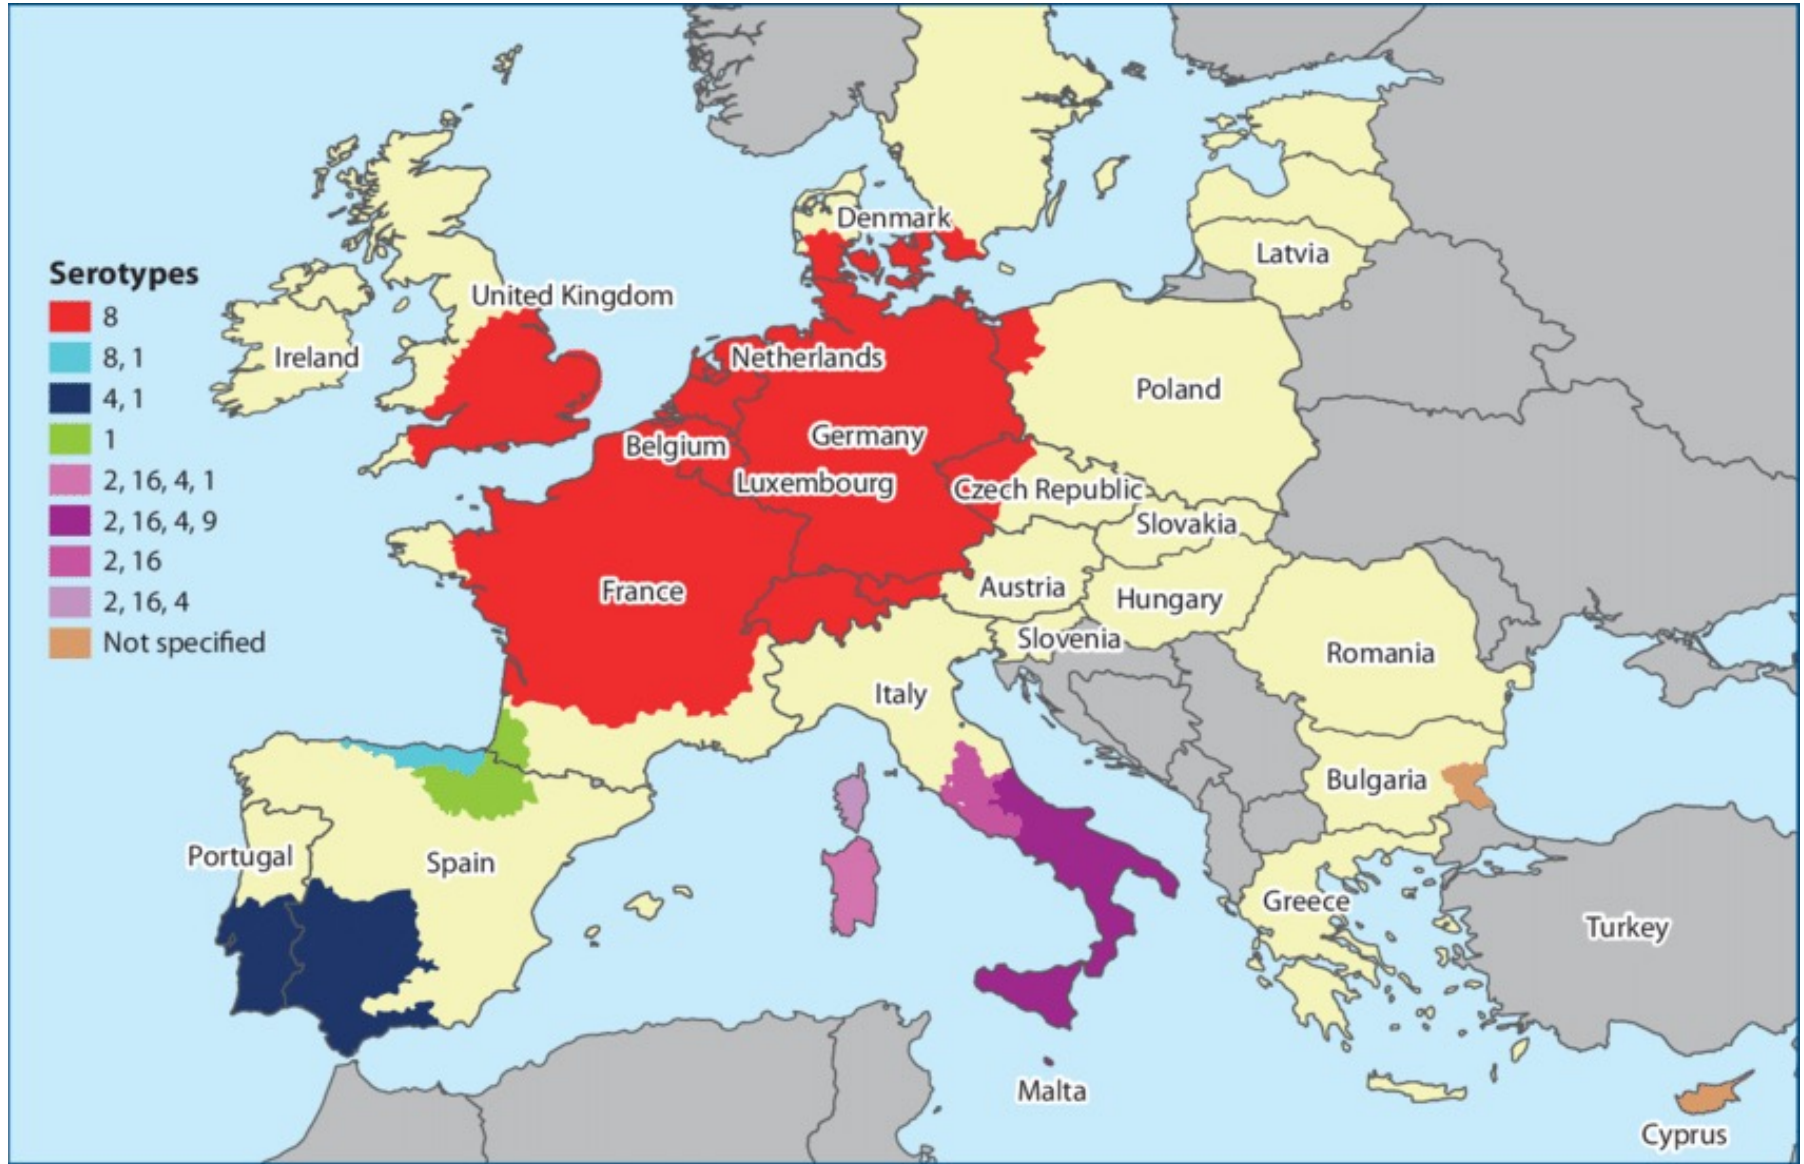 Denmark
Latvia
United Kingdom
Ireland
Netherlands
Poland
Germany
Belgium
Luxembourg
Czech Republic
Slovakia
Austria
Hungary
France
Slovenia
Romania
Italy
Bulgaria
Portugal
Spain
Greece
Turkey
Malta
Cyprus
Serotypes
8
8, 1
4, 1
1
2, 16, 4, 1
2, 16, 4, 9
2, 16
2, 16, 4
Not specified